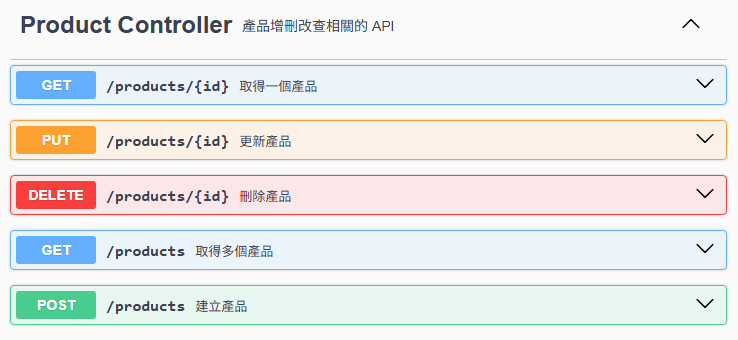 Product Controller 產品增刪改查相關的 API
GET /products/{id} 取得一個產品
PUT /products/{id} 更新產品
DELETE /products/{id} 刪除產品
GET /products 取得多個產品
POST /products 建立產品